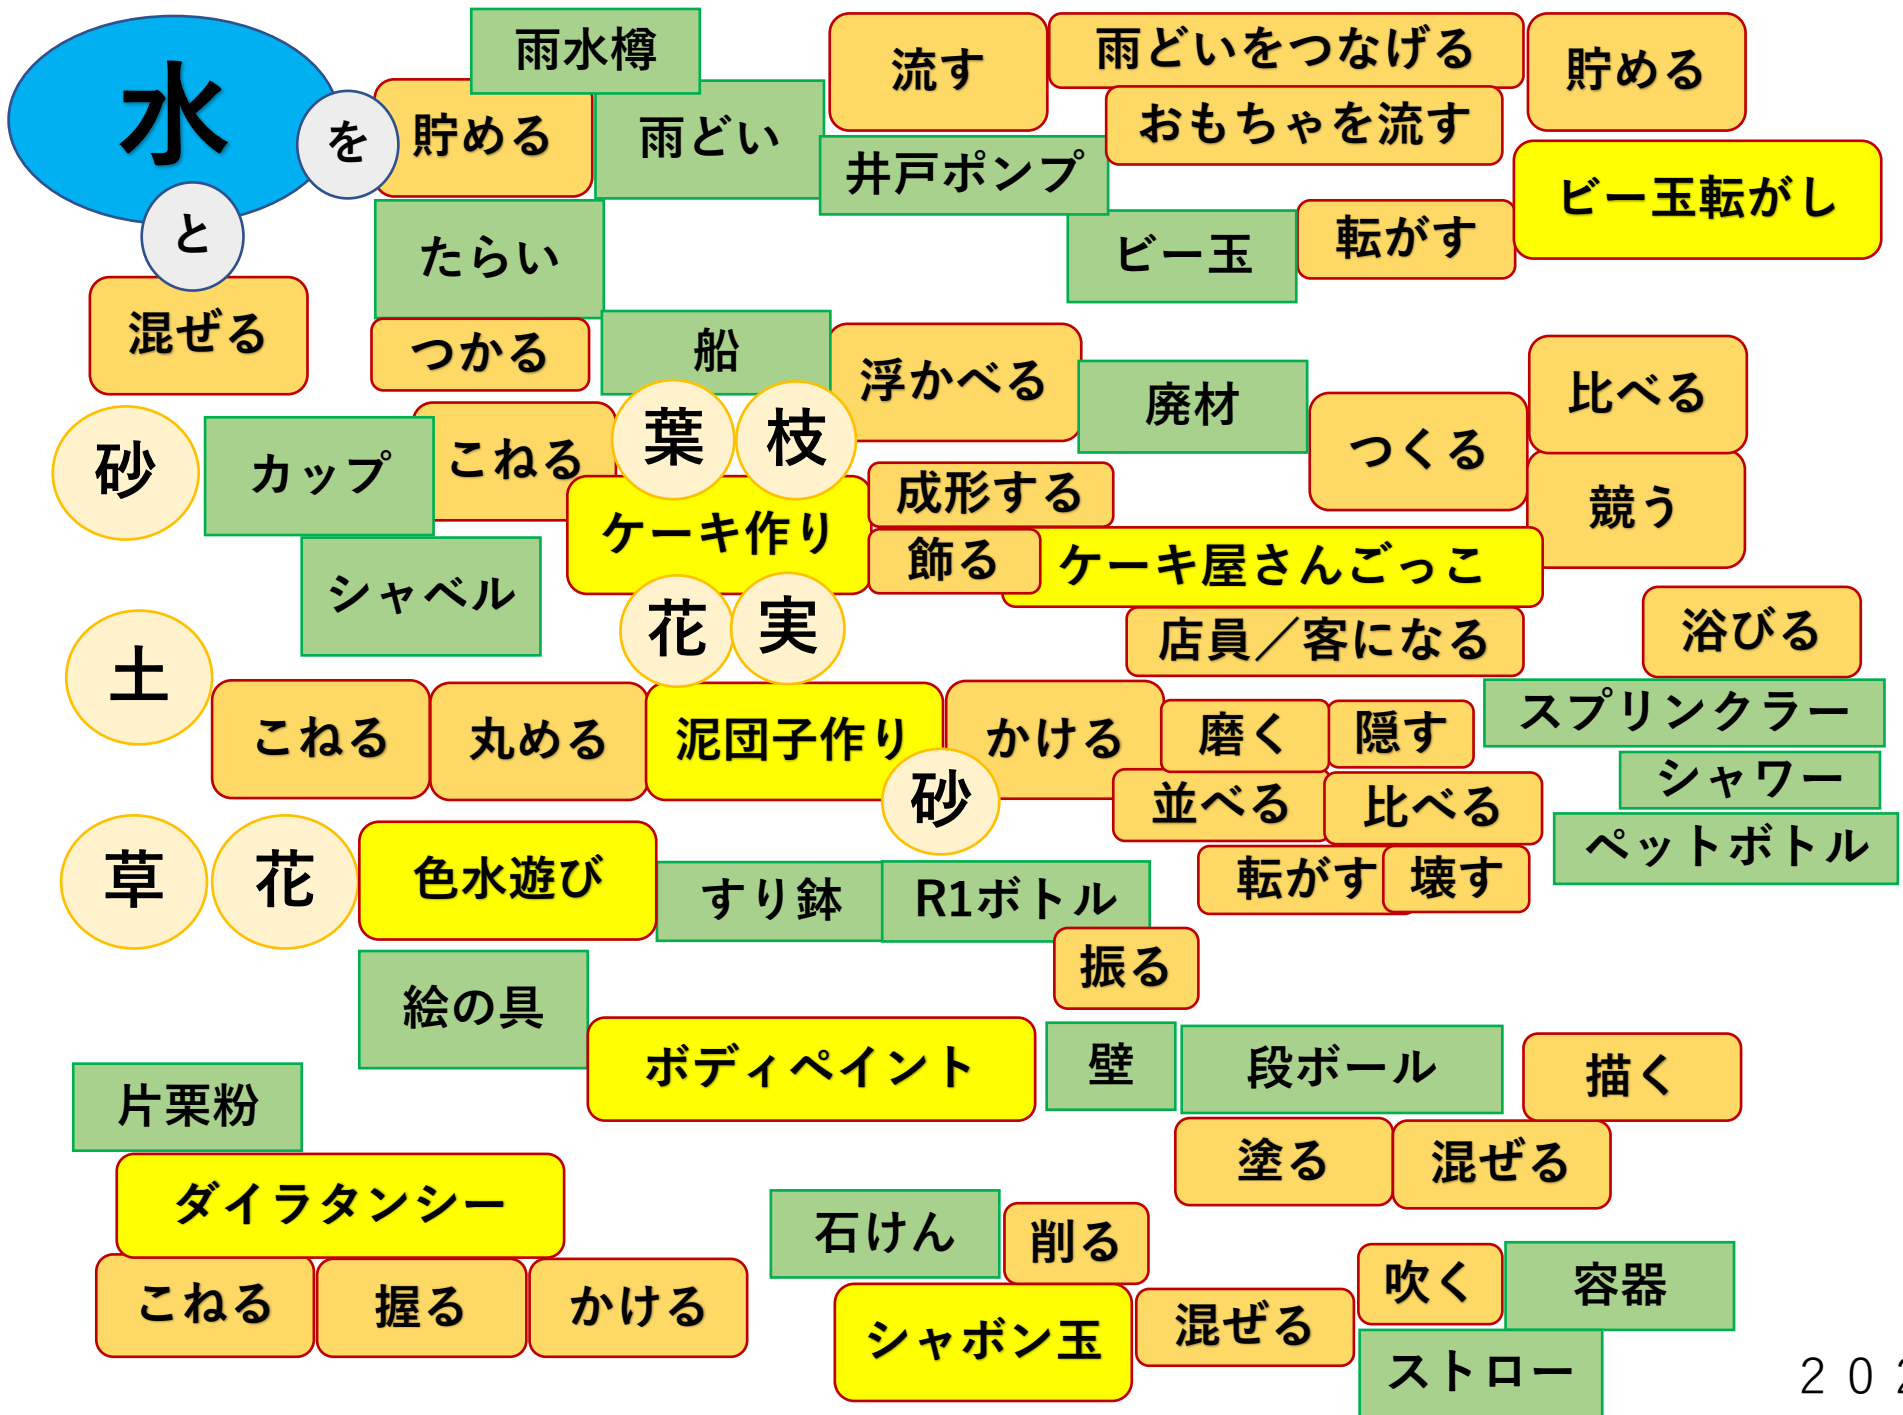 水
を
と
雨水樽
貯める
雨どい
流す
雨どいをつなげる
おもちゃを流す
貯める
井戸ポンプ
ビー玉
転がす
ビー玉転がし
たらい
混ぜる
つかる
船
浮かべる
廃材
つくる
比べる
競う
砂
カップ
こねる
葉
枝
ケーキ作り
成形する
飾る
ケーキ屋さんごっこ
シャベル
花
実
店員／客になる
浴びる
スプリンクラー
シャワー
ペットボトル
土
こねる
丸める
泥団子作り
砂
かける
磨く
隠す
並べる
比べる
転がす
壊す
草
花
色水遊び
すり鉢
R1ボトル
振る
絵の具
ボディペイント
壁
段ボール
描く
塗る
混ぜる
片栗粉
ダイラタンシー
こねる
握る
かける
石けん
削る
シャボン玉
混ぜる
吹く
容器
ストロー
２０２